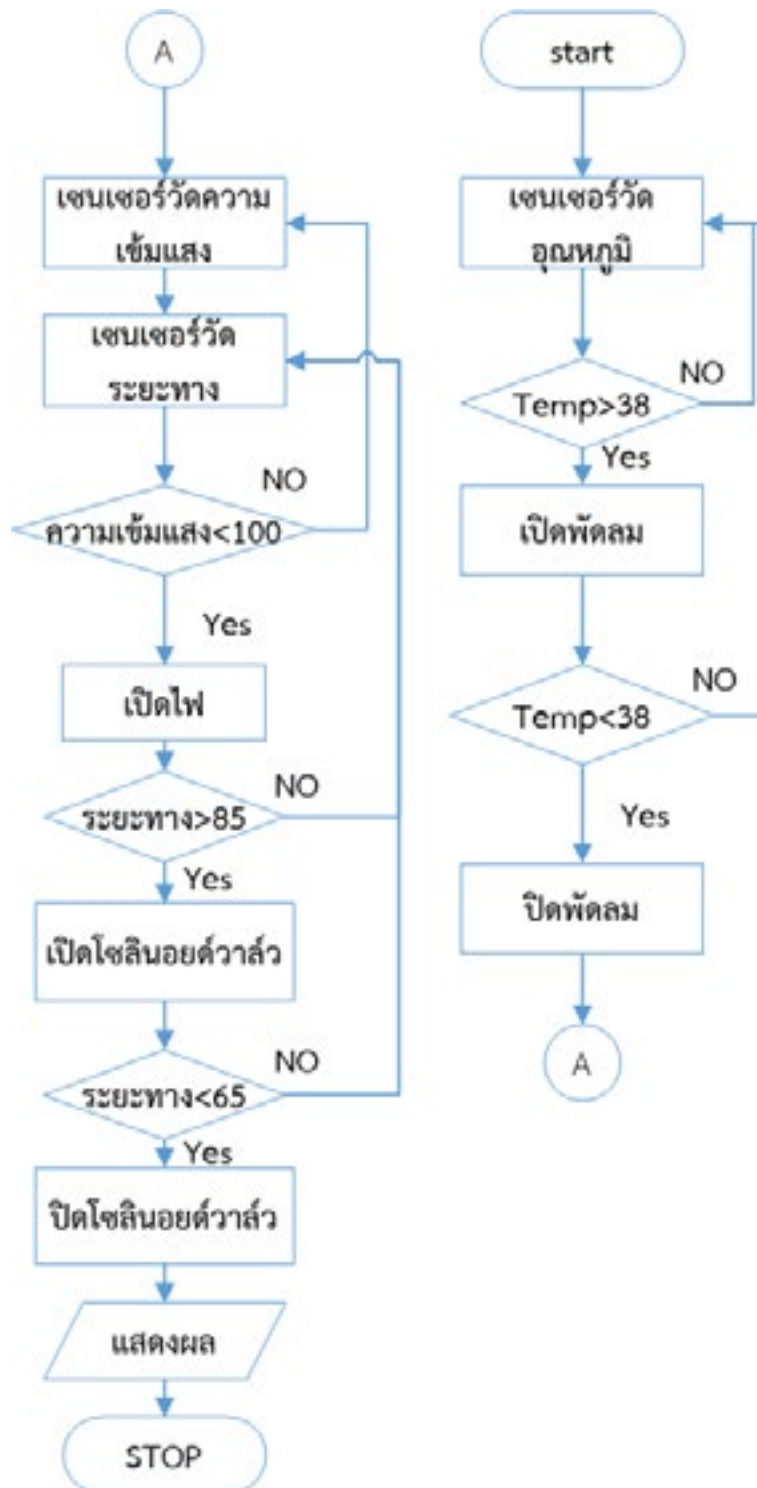 A
เซนเซอร์วัดความ
เข้มแสง
เซนเซอร์วัด
ระยะทาง
NO
ความเข้มแสง<100
Yes
เปิดไฟ
NO
ระยะทาง>85
Yes
เปิดโซลินอยด์วาล์ว
NO
ระยะทาง<65
Yes
ปิดโซลินอยด์วาล์ว
แสดงผล
STOP
start
เซนเซอร์วัด
อุณหภูมิ
NO
Temp>38
Yes
เปิดพัดลม
NO
Temp<38
Yes
ปิดพัดลม
A